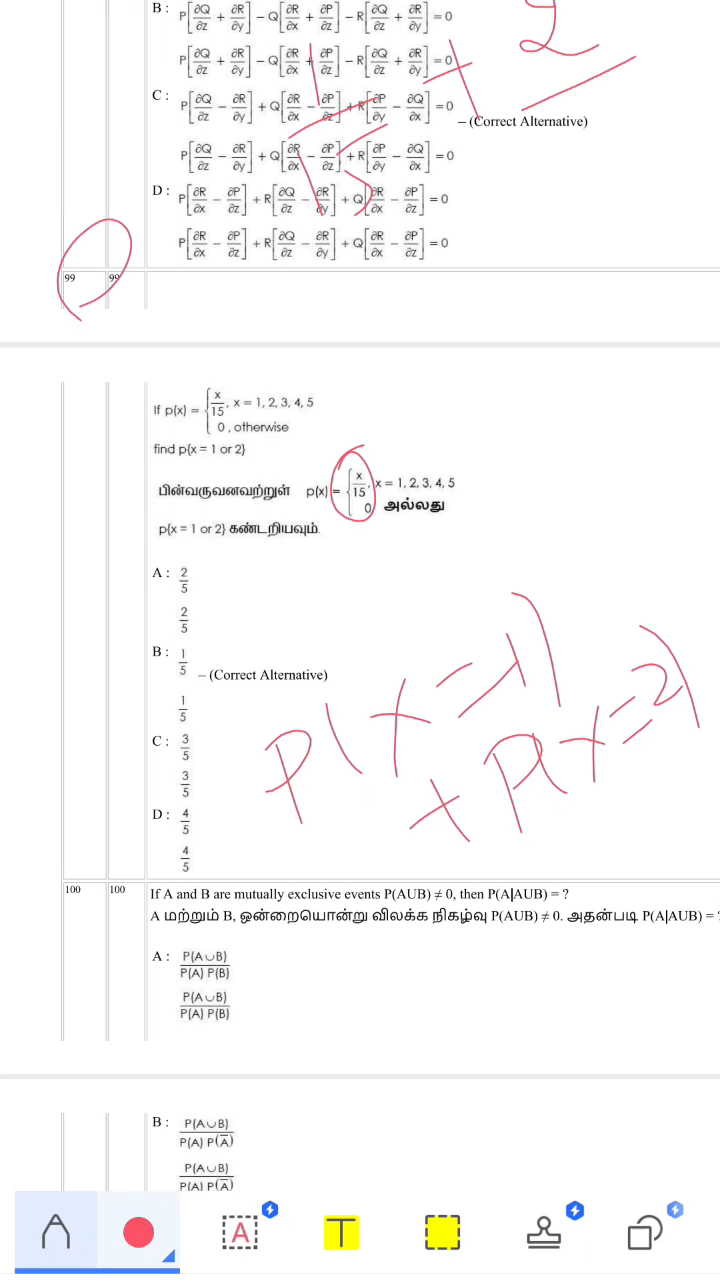 B : P[∂Q/∂z + ∂R/∂y] − Q[∂R/∂x + ∂P/∂z] − R[∂Q/∂z + ∂R/∂y] = 0
P[∂Q/∂z + ∂R/∂y] − Q[∂R/∂x + ∂P/∂z] − R[∂Q/∂z + ∂R/∂y] = 0
C : P[∂Q/∂z − ∂R/∂y] + Q[∂R/∂x − ∂P/∂z] + R[∂P/∂y − ∂Q/∂x] = 0
– (Correct Alternative)
P[∂Q/∂z − ∂R/∂y] + Q[∂R/∂x − ∂P/∂z] + R[∂P/∂y − ∂Q/∂x] = 0
D : P[∂R/∂x − ∂P/∂z] + R[∂Q/∂z − ∂R/∂y] + Q[∂R/∂x − ∂P/∂z] = 0
P[∂R/∂x − ∂P/∂z] + R[∂Q/∂z − ∂R/∂y] + Q[∂R/∂x − ∂P/∂z] = 0
99 99
If p(x) = { x/15, x = 1, 2, 3, 4, 5
0 , otherwise
find p{x = 1 or 2}
பின்வருவனவற்றுள் p(x) = { x/15, x = 1, 2, 3, 4, 5
0 அல்லது
p{x = 1 or 2} கண்டறியவும்.
A : 2/5
2/5
B : 1/5 – (Correct Alternative)
1/5
C : 3/5
3/5
D : 4/5
4/5
P(x=1)
+ P(x=2)
100 100 If A and B are mutually exclusive events P(AUB) ≠ 0, then P(A|AUB) = ?
A மற்றும் B, ஒன்றையொன்று விலக்க நிகழ்வு P(AUB) ≠ 0. அதன்படி P(A|AUB) = ?
A : P(A∪B)/P(A) P(B)
P(A∪B)/P(A) P(B)
B : P(A∪B)/P(A) P(A̅)
P(A∪B)/P(A) P(A̅)
A T